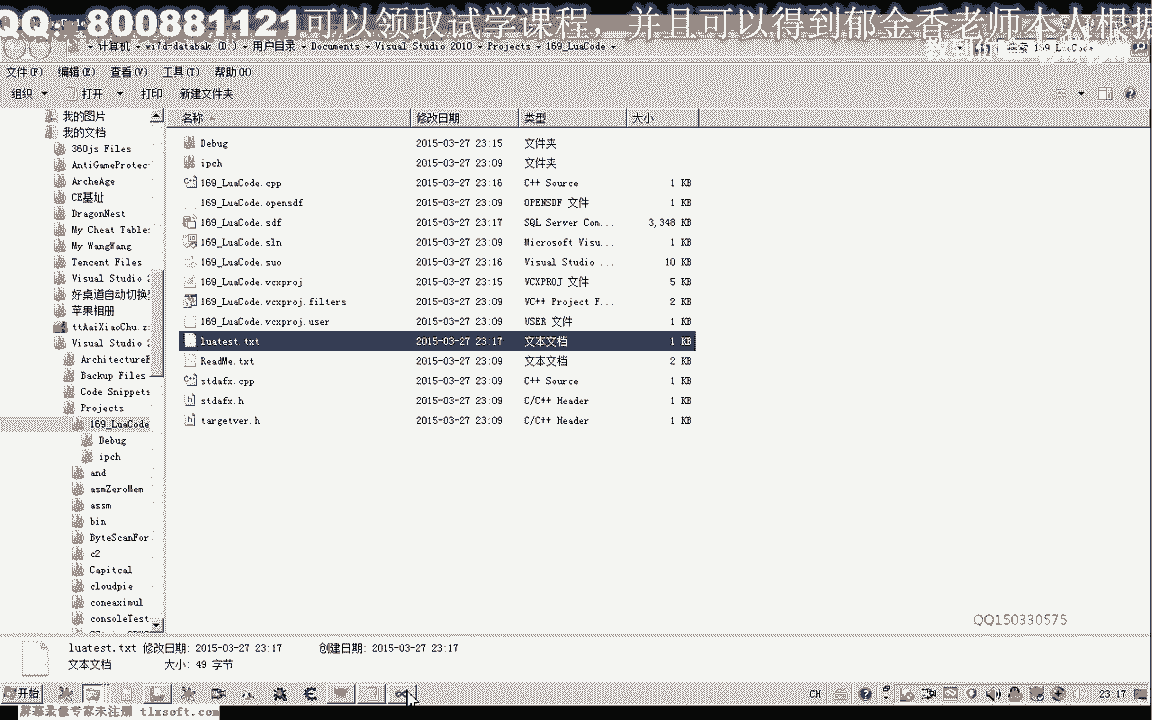 QQ：800881121可以领取试学课程，并且可以得到郁金香老师本人根据
计算机 win7d-databak (D:) 用户目录 Documents Visual Studio 2010 Projects 169_LuaCode
文件(F) 编辑(E) 查看(V) 工具(T) 帮助(H)
组织 打开 打印 新建文件夹
名称 修改日期 类型 大小
我的图片
我的文档
360js Files
AntiGameProtec
ArcheAge
CE基址
DragonNest
My Cheat Table
My WangWang
Tencent Files
Visual Studio 2
好桌道自动切换
苹果相册
ttAaiXiaoChu.z
Visual Studio
Architecture
Backup Files
Code Snippets
Projects
169_LuaCode
Debug
ipch
and
asmZeroMem
assm
bin
ByteScanFor
c2
Capitcal
cloudpie
coneaximul
consoleTest
Debug 2015-03-27 23:15 文件夹
ipch 2015-03-27 23:09 文件夹
169_LuaCode.cpp 2015-03-27 23:16 C++ Source 1 KB
169_LuaCode.opensdf 2015-03-27 23:09 OPENSDF 文件 1 KB
169_LuaCode.sdf 2015-03-27 23:17 SQL Server Com... 3,348 KB
169_LuaCode.sln 2015-03-27 23:09 Microsoft Visu... 1 KB
169_LuaCode.suo 2015-03-27 23:16 Visual Studio ... 10 KB
169_LuaCode.vcxproj 2015-03-27 23:15 VCXPROJ 文件 5 KB
169_LuaCode.vcxproj.filters 2015-03-27 23:09 VC++ Project F... 2 KB
169_LuaCode.vcxproj.user 2015-03-27 23:09 USER 文件 1 KB
luatest.txt 2015-03-27 23:17 文本文档 1 KB
ReadMe.txt 2015-03-27 23:09 文本文档 2 KB
stdafx.cpp 2015-03-27 23:09 C++ Source 1 KB
stdafx.h 2015-03-27 23:09 C/C++ Header 1 KB
targetver.h 2015-03-27 23:09 C/C++ Header 1 KB
QQ150330575
luatest.txt 修改日期: 2015-03-27 23:17 创建日期: 2015-03-27 23:17
文本文档 大小: 49 字节
开始 CH 23:17
屏幕录像专家未注册 tlxsoft.com